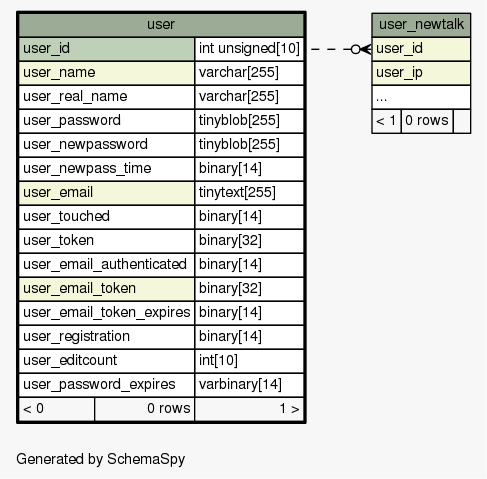 user
user_id int unsigned[10]
user_name varchar[255]
user_real_name varchar[255]
user_password tinyblob[255]
user_newpassword tinyblob[255]
user_newpass_time binary[14]
user_email tinytext[255]
user_touched binary[14]
user_token binary[32]
user_email_authenticated binary[14]
user_email_token binary[32]
user_email_token_expires binary[14]
user_registration binary[14]
user_editcount int[10]
user_password_expires varbinary[14]
< 0 0 rows 1 >
user_newtalk
user_id
user_ip
...
< 1 0 rows
Generated by SchemaSpy